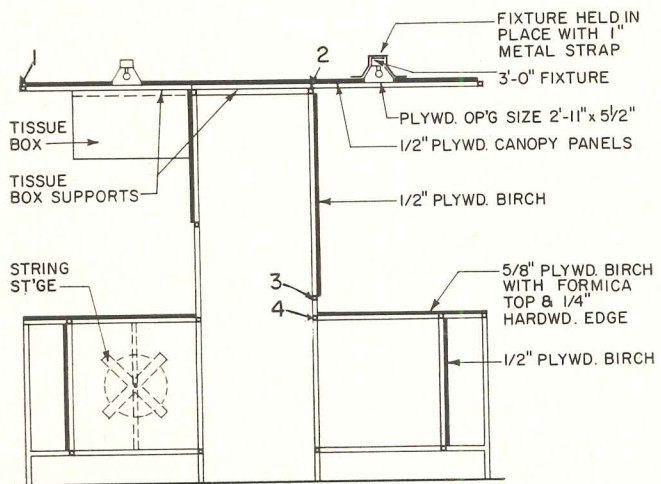 1
2
FIXTURE HELD IN
PLACE WITH 1"
METAL STRAP
3'-0" FIXTURE
PLYWD. OP'G SIZE 2'-11" x 5 1/2"
1/2" PLYWD. CANOPY PANELS
TISSUE
BOX
TISSUE
BOX SUPPORTS
1/2" PLYWD. BIRCH
STRING
ST'GE
3
4
5/8" PLYWD. BIRCH
WITH FORMICA
TOP & 1/4"
HARDWD. EDGE
1/2" PLYWD. BIRCH